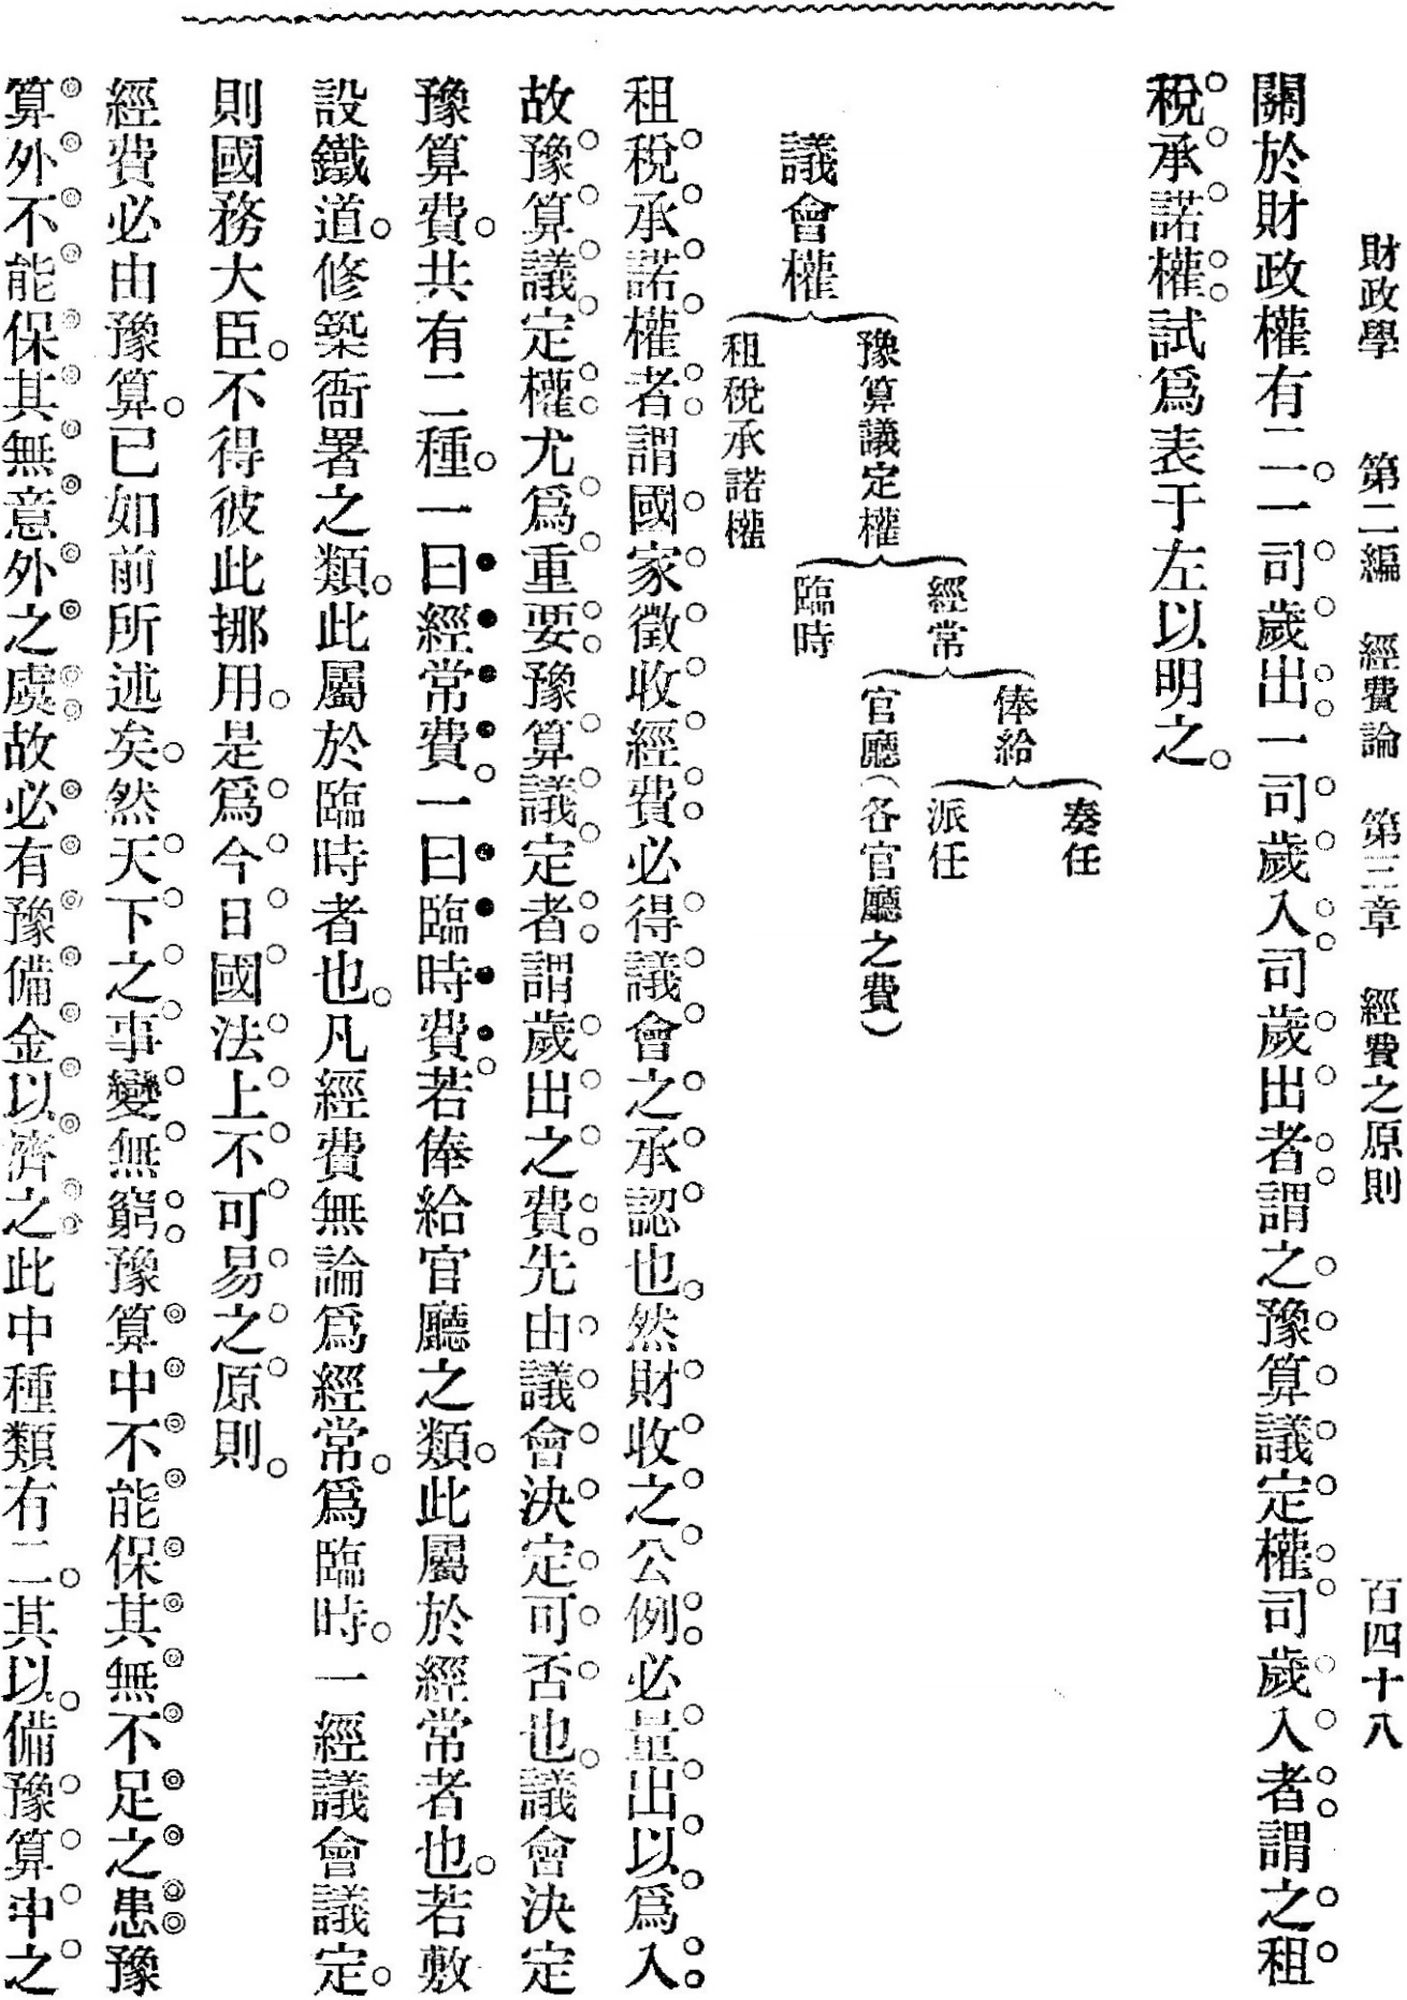 財政學　第二編　經費論　第三章　經費之原則　百四十八
關於財政權有二。一司歲出一司歲入。司歲出者。謂之豫算議定權。司歲入者。謂之租
稅承諾權。試爲表于左以明之。
議會權
豫算議定權
租稅承諾權
經常
臨時
俸給
官廳（各官廳之費）
奏任
派任
租稅承諾權者。謂國家徵收經費。必得議會之承認也。然財收之公例。必量出以爲入。
故豫算議定權。尤爲重要。豫算議定者。謂歲出之費。先由議會決定可否也。議會決定
豫算費。共有二種。一曰經常費。一曰臨時費。若俸給官廳之類。此屬於經常者也。若敷
設鐵道。修築衙署之類。此屬於臨時者也。凡經費無論爲經常。爲臨時。一經議會議定。
則國務大臣。不得彼此挪用。是爲今日國法上不可易之原則。
經費必由豫算。已如前所述矣。然天下之事變無窮。豫算中不能保其無不足之患。豫
算外不能保其無意外之虞。故必有豫備金以濟之。此中種類有二。其以。備豫算中之